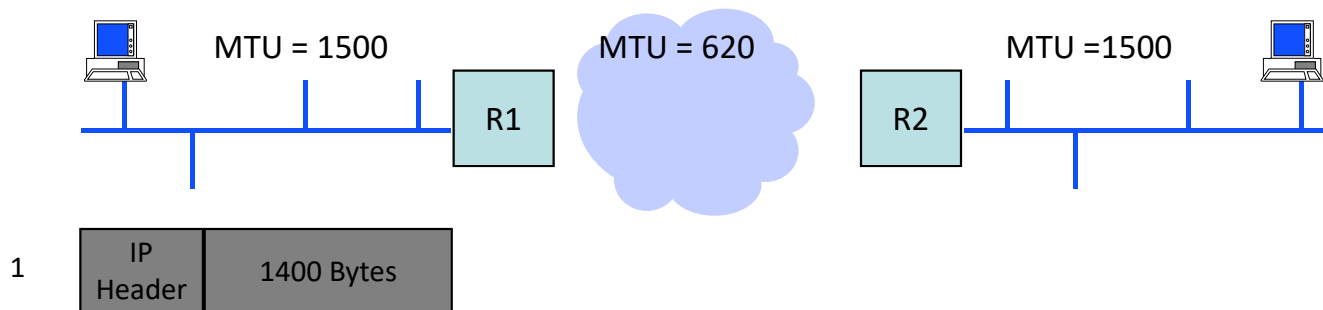 MTU = 1500
MTU = 620
MTU =1500
R1
R2
1
IP
Header
1400 Bytes